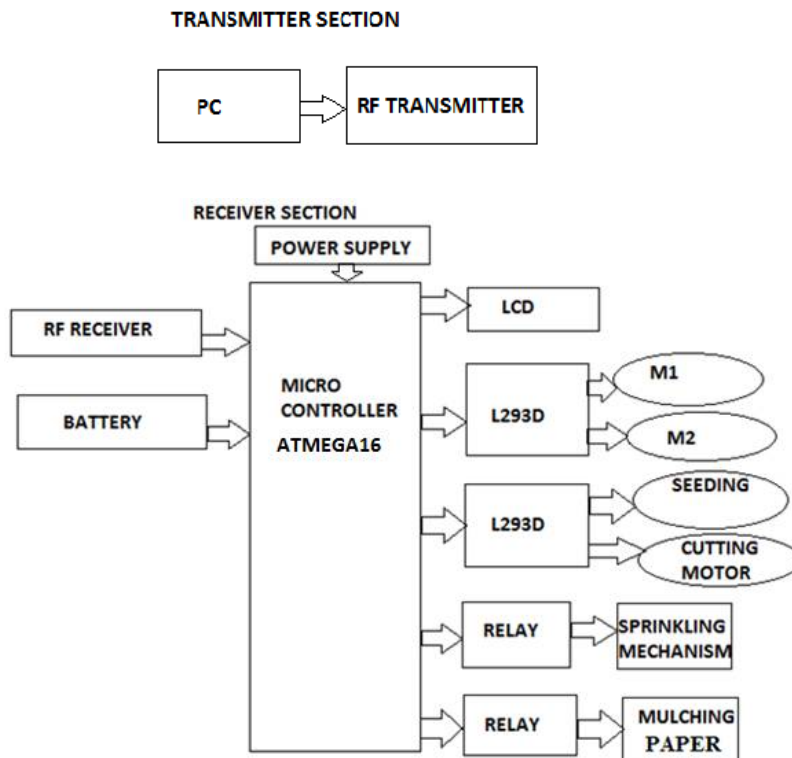 TRANSMITTER SECTION
PC
RF TRANSMITTER
RECEIVER SECTION
POWER SUPPLY
RF RECEIVER
BATTERY
MICRO
CONTROLLER
ATMEGA16
LCD
L293D
M1
M2
L293D
SEEDING
CUTTING
MOTOR
RELAY
SPRINKLING
MECHANISM
RELAY
MULCHING
PAPER